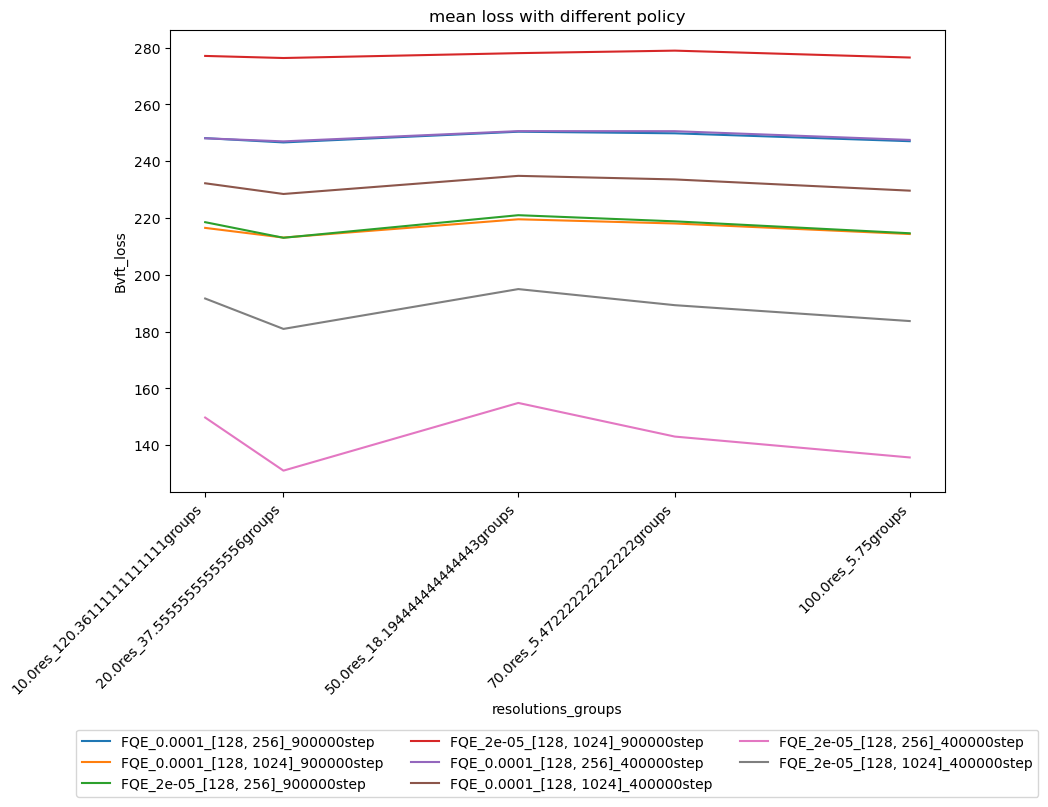 mean loss with different policy
280
260
240
220
200
180
160
140
Bvft_loss
10.0res_120.36111111111111groups
20.0res_37.55555555555556groups
50.0res_18.194444444444443groups
70.0res_5.472222222222222groups
100.0res_5.75groups
resolutions_groups
FQE_0.0001_[128, 256]_900000step
FQE_0.0001_[128, 1024]_900000step
FQE_2e-05_[128, 256]_900000step
FQE_2e-05_[128, 1024]_900000step
FQE_0.0001_[128, 256]_400000step
FQE_0.0001_[128, 1024]_400000step
FQE_2e-05_[128, 256]_400000step
FQE_2e-05_[128, 1024]_400000step